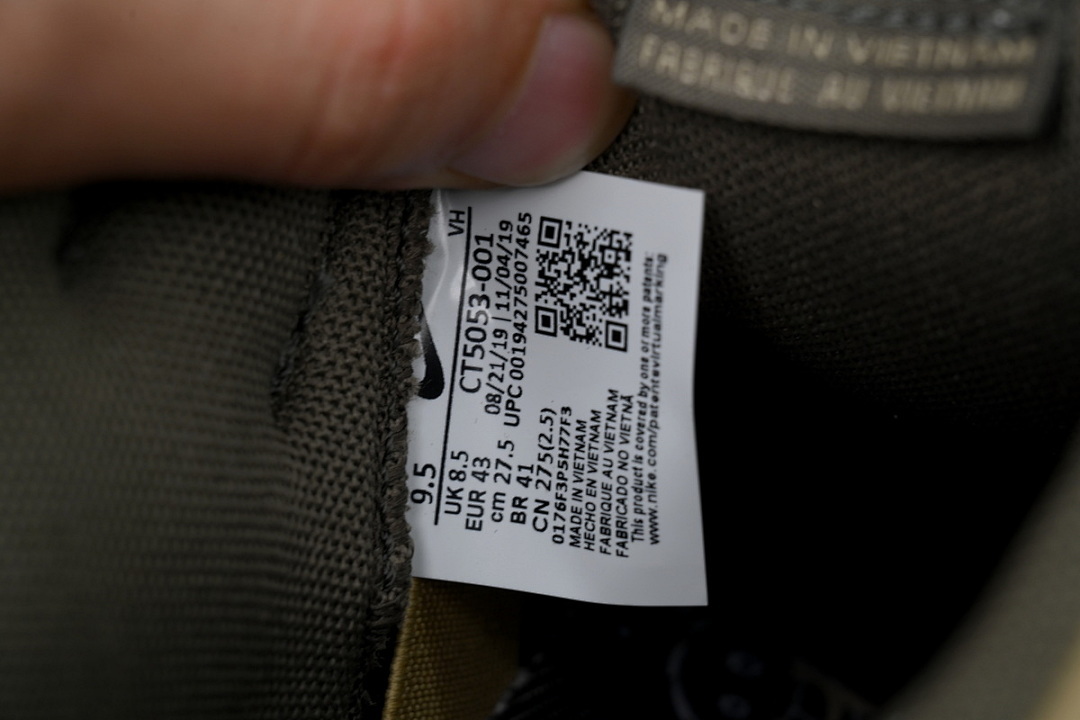 MADE IN VIETNAM
FABRIQUE AU VIETNAM
VH
9.5
UK 8.5
CT5053-001
EUR 43
08/21/19 | 11/04/19
cm 27.5
UPC 00194275007465
BR 41
CN 275(2.5)
0176F3P5H77F3
MADE IN VIETNAM
HECHO EN VIETNAM
FABRIQUE AU VIETNAM
FABRICADO NO VIETNÃ
This product is covered by one or more patents:
www.nike.com/patentsvirtualmarking